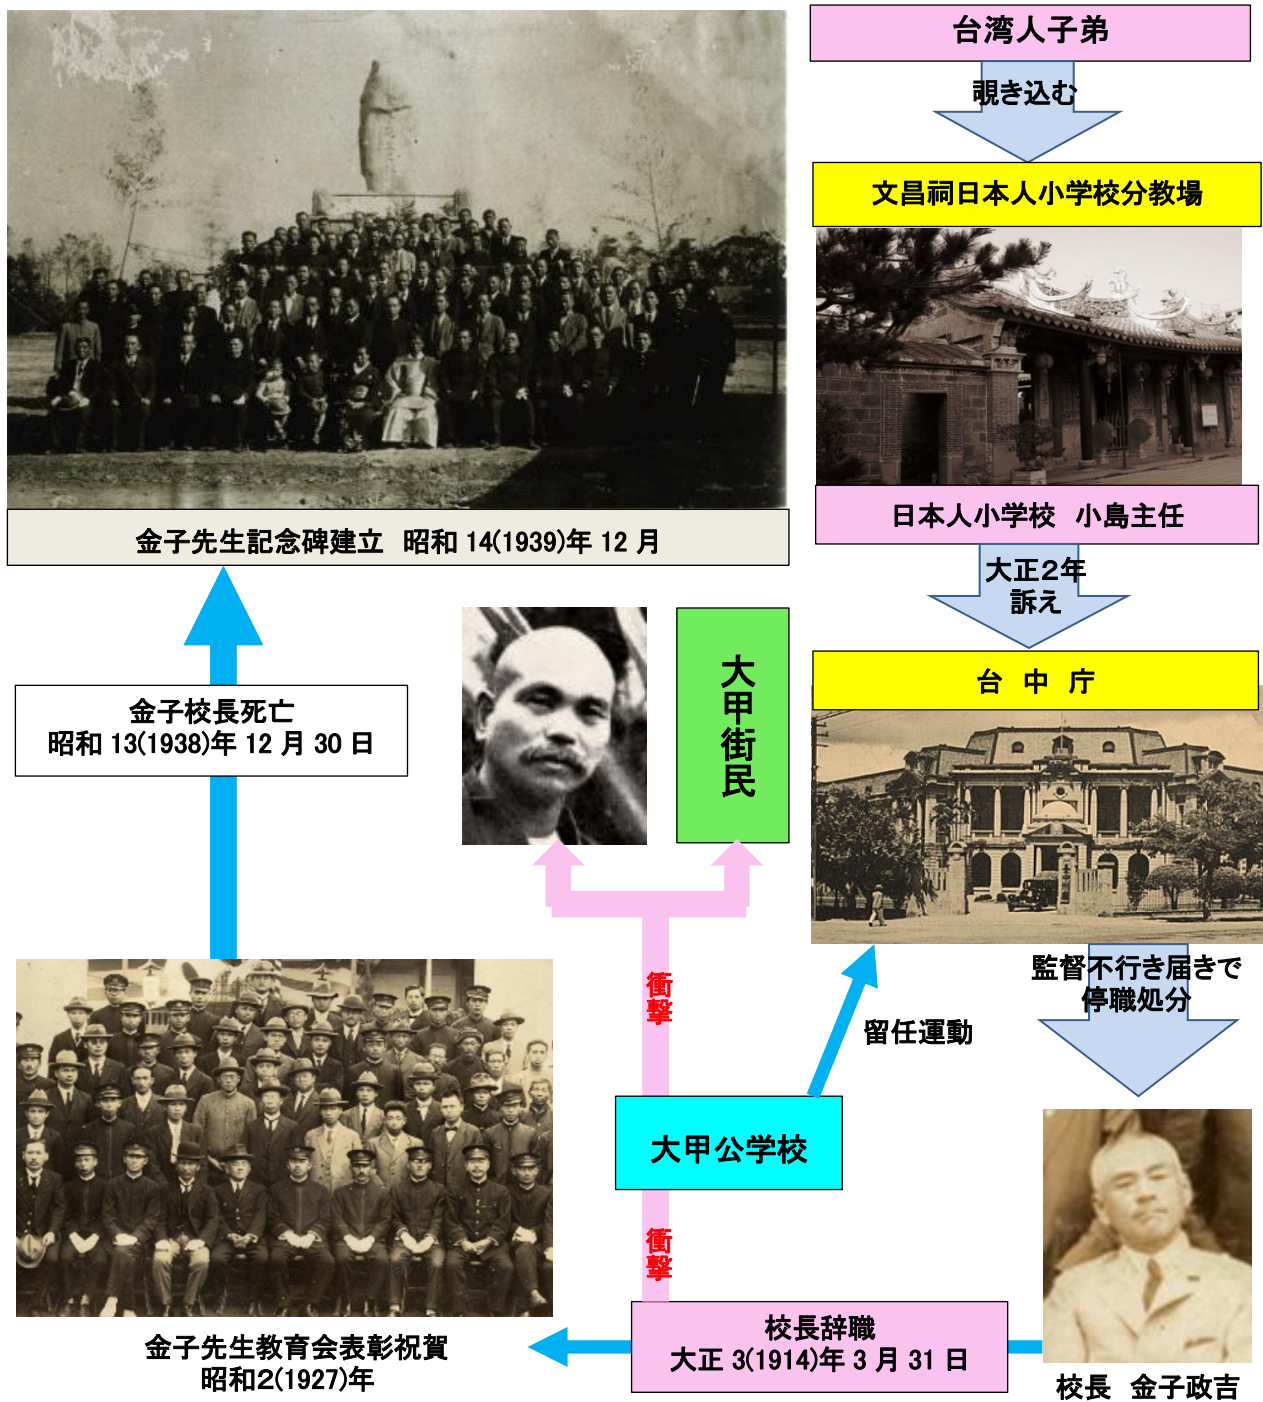 台湾人子弟
覗き込む
文昌祠日本人小学校分教場
日本人小学校 小島主任
大正２年
訴え
台 中 庁
監督不行き届きで
停職処分
校長 金子政吉
校長辞職
大正 3(1914)年 3 月 31 日
衝撃
大甲公学校
留任運動
衝撃
大甲街民
金子先生教育会表彰祝賀
昭和２(1927)年
金子校長死亡
昭和 13(1938)年 12 月 30 日
金子先生記念碑建立 昭和 14(1939)年 12 月